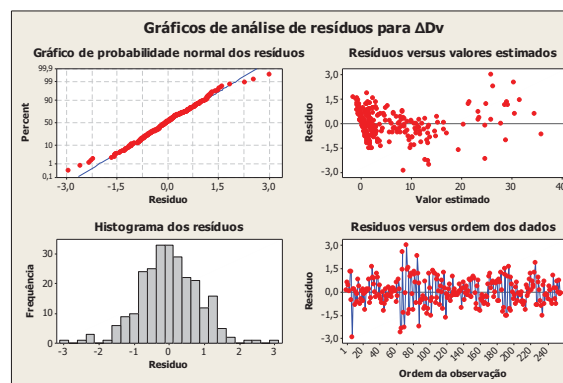 Gráficos de análise de resíduos para ΔDv
Gráfico de probabilidade normal dos resíduos
Percent
99,9
99
90
50
10
1
0,1
-3,0 -1,5 0,0 1,5 3,0
Residuo
Resíduos versus valores estimados
Resíduo
3,0
1,5
0,0
-1,5
-3,0
0 10 20 30 40
Valor estimado
Histograma dos resíduos
Frequência
30
20
10
0
-3 -2 -1 0 1 2 3
Residuo
Residuos versus ordem dos dados
Resíduo
3,0
1,5
0,0
-1,5
-3,0
1 20 40 60 80 100 120 140 160 180 200 220 240
Ordem da observação